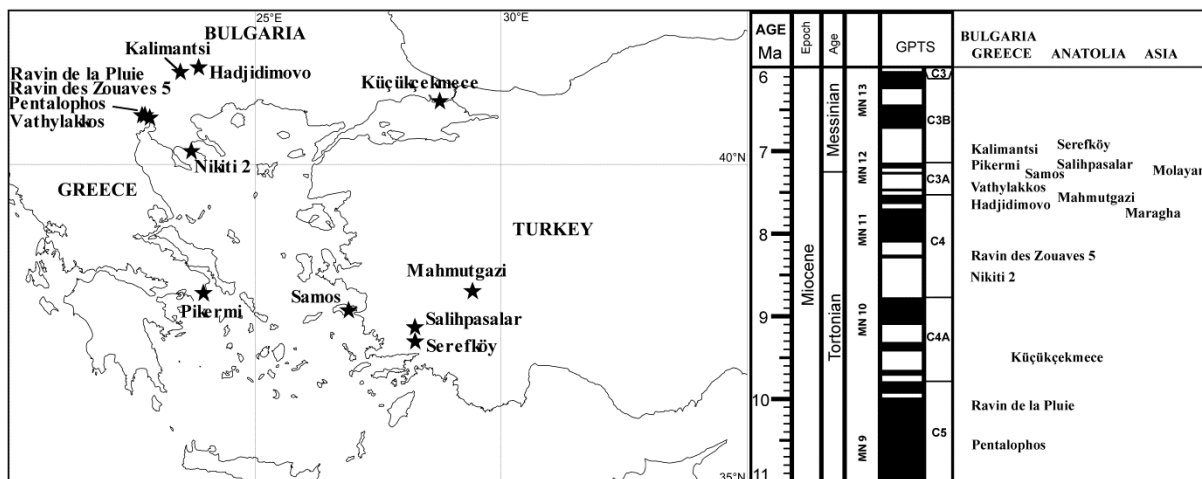 25°E
30°E
BULGARIA
Kalimantsi
Hadjidimovo
Ravin de la Pluie
Ravin des Zouaves 5
Pentalophos
Vathylakkos
Küçükçekmece
Nikiti 2
40°N
GREECE
TURKEY
Mahmutgazi
Samos
Pikermi
Salihpasalar
Serefköy
35°N
AGE
Ma
Epoch
Age
GPTS
BULGARIA
GREECE
ANATOLIA
ASIA
6
7
8
9
10
11
Miocene
Messinian
Tortonian
MN 13
MN 12
MN 11
MN 10
MN 9
C3
C3B
C3A
C4
C4A
C5
Kalimantsi
Serefköy
Pikermi
Salihpasalar
Molayan
Samos
Vathylakkos
Mahmutgazi
Hadjidimovo
Maragha
Ravin des Zouaves 5
Nikiti 2
Küçükçekmece
Ravin de la Pluie
Pentalophos